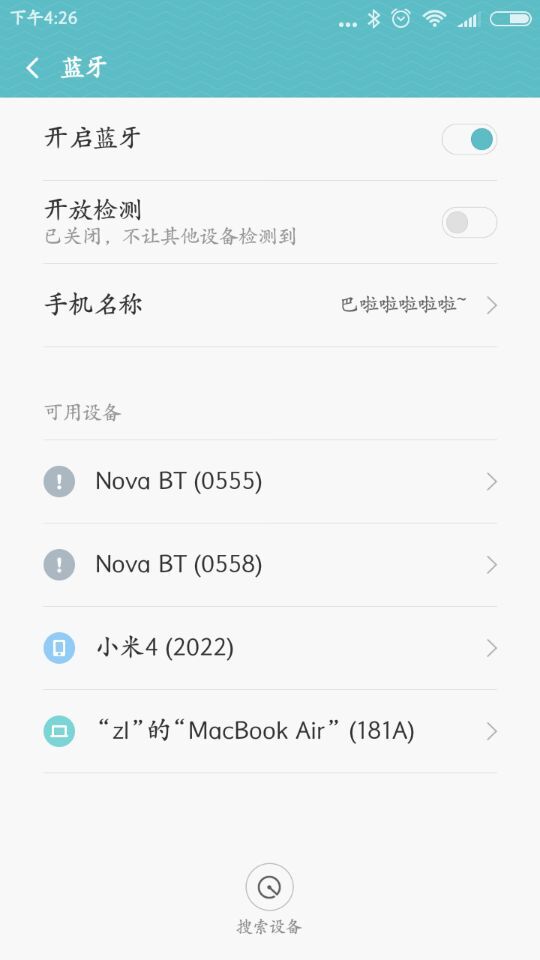 下午4:26
蓝牙
开启蓝牙
开放检测
已关闭，不让其他设备检测到
手机名称 巴啦啦啦啦啦~
可用设备
Nova BT (0555)
Nova BT (0558)
小米4 (2022)
“zl”的“MacBook Air” (181A)
搜索设备